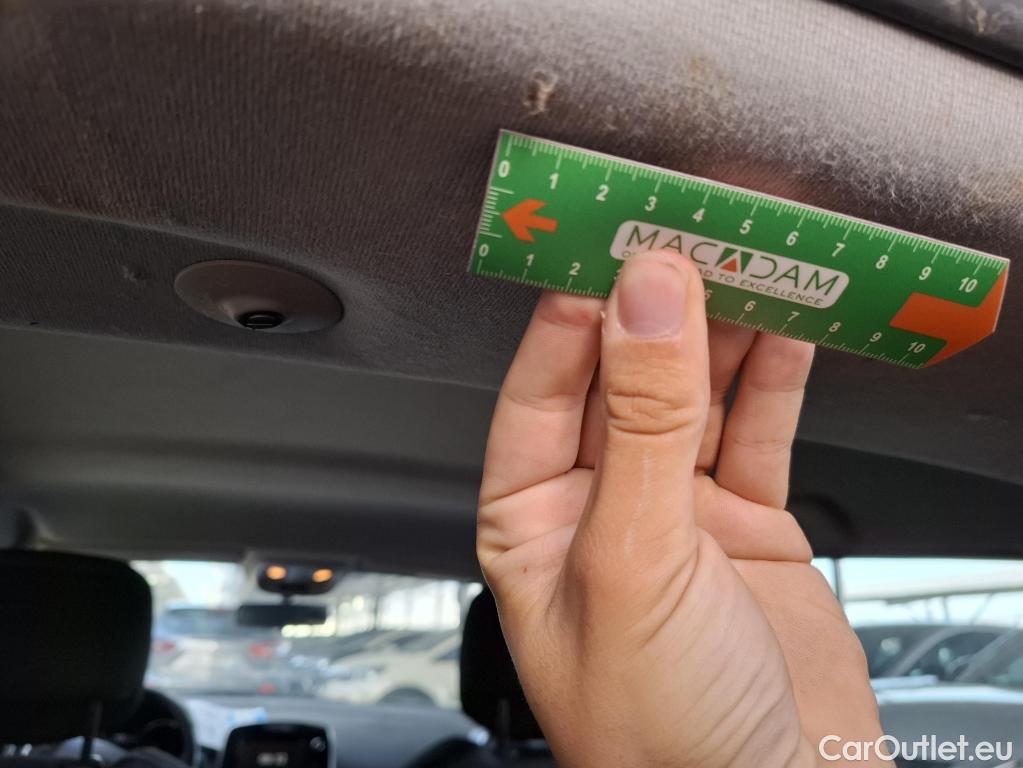 0 1 2 3 4 5 6 7 8 9 10
MACADAM
TO EXCELLENCE
0 1 2 5 6 7 8 9 10
CarOutlet.eu